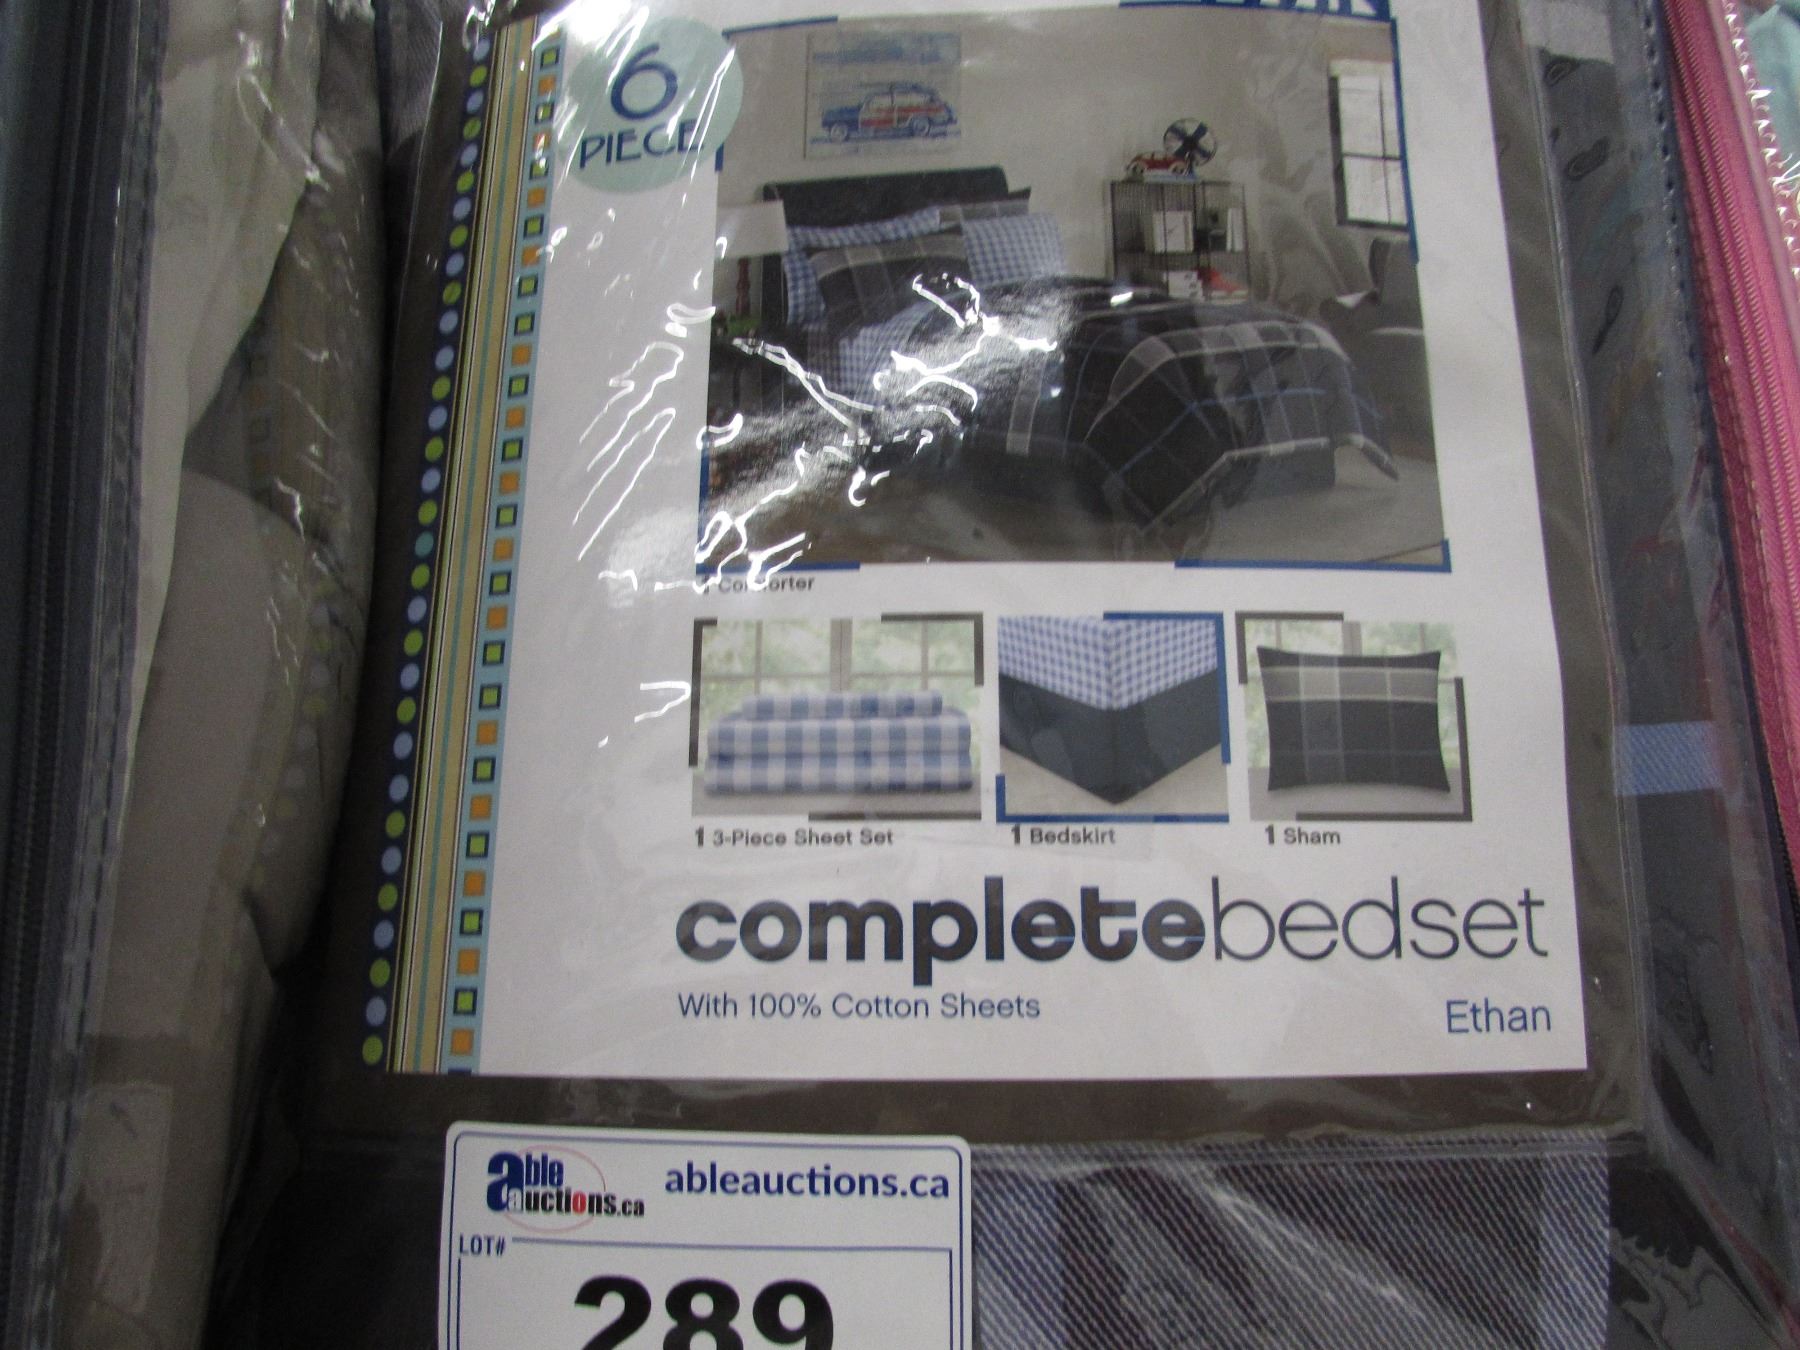 6
PIECE
1 Comforter
1 3-Piece Sheet Set
1 Bedskirt
1 Sham
completebedset
With 100% Cotton Sheets
Ethan
able auctions.ca
ableauctions.ca
LOT#
289